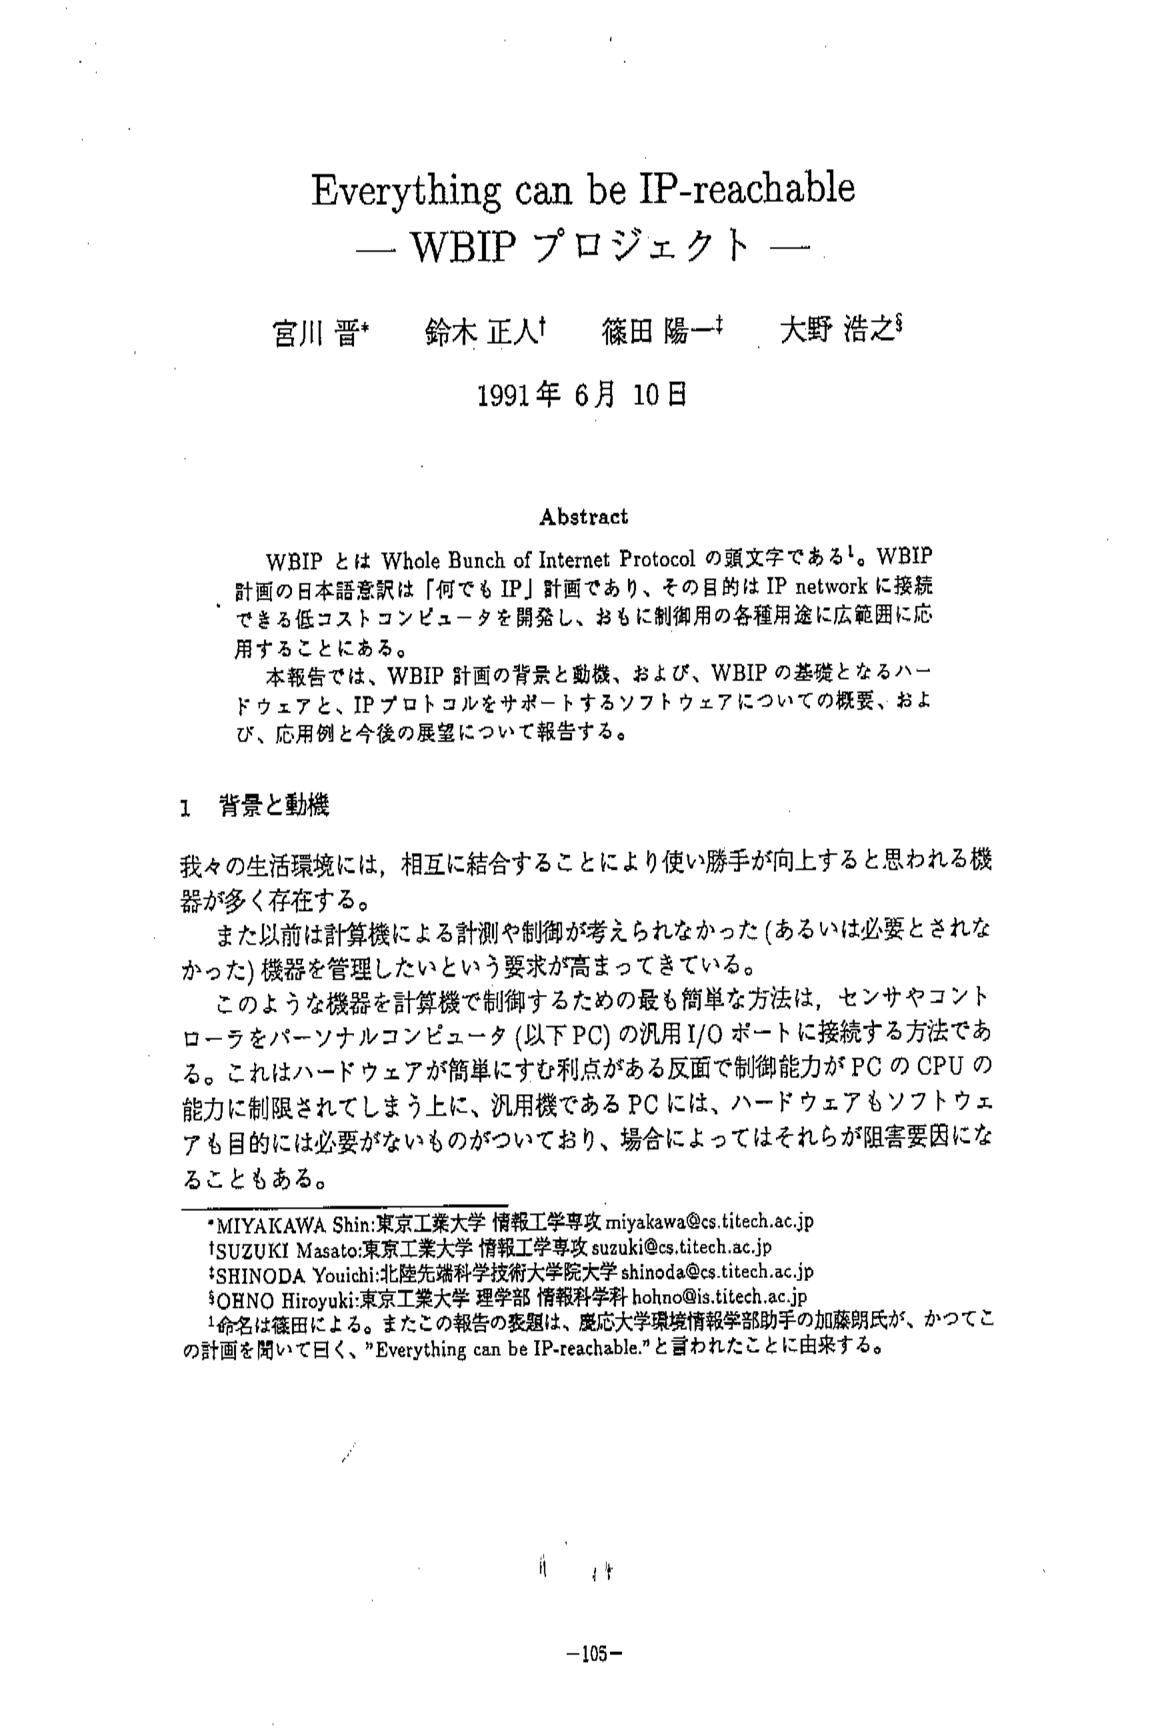 Everything can be IP-reachable
— WBIP プロジェクト —
宮川 晋* 鈴木 正人† 篠田 陽一‡ 大野 浩之§
1991年 6月 10日
Abstract
WBIP とは Whole Bunch of Internet Protocol の頭文字である¹。WBIP
計画の日本語意訳は「何でも IP」計画であり、その目的は IP network に接続
できる低コストコンピュータを開発し、おもに制御用の各種用途に広範囲に応
用することにある。
本報告では、WBIP 計画の背景と動機、および、WBIP の基礎となるハー
ドウェアと、IPプロトコルをサポートするソフトウェアについての概要、およ
び、応用例と今後の展望について報告する。
1 背景と動機
我々の生活環境には，相互に結合することにより使い勝手が向上すると思われる機
器が多く存在する。
また以前は計算機による計測や制御が考えられなかった (あるいは必要とされな
かった) 機器を管理したいという要求が高まってきている。
このような機器を計算機で制御するための最も簡単な方法は，センサやコント
ローラをパーソナルコンピュータ (以下 PC) の汎用 I/O ポートに接続する方法であ
る。これはハードウェアが簡単にすむ利点がある反面で制御能力が PC の CPU の
能力に制限されてしまう上に、汎用機である PC には、ハードウェアもソフトウェ
アも目的には必要がないものがついており、場合によってはそれらが阻害要因にな
ることもある。
*MIYAKAWA Shin:東京工業大学 情報工学専攻 miyakawa@cs.titech.ac.jp
†SUZUKI Masato:東京工業大学 情報工学専攻 suzuki@cs.titech.ac.jp
‡SHINODA Youichi:北陸先端科学技術大学院大学 shinoda@cs.titech.ac.jp
§OHNO Hiroyuki:東京工業大学 理学部 情報科学科 hohno@is.titech.ac.jp
¹命名は篠田による。またこの報告の表題は、慶応大学環境情報学部助手の加藤朗氏が、かつてこ
の計画を聞いて曰く、"Everything can be IP-reachable." と言われたことに由来する。
–105–